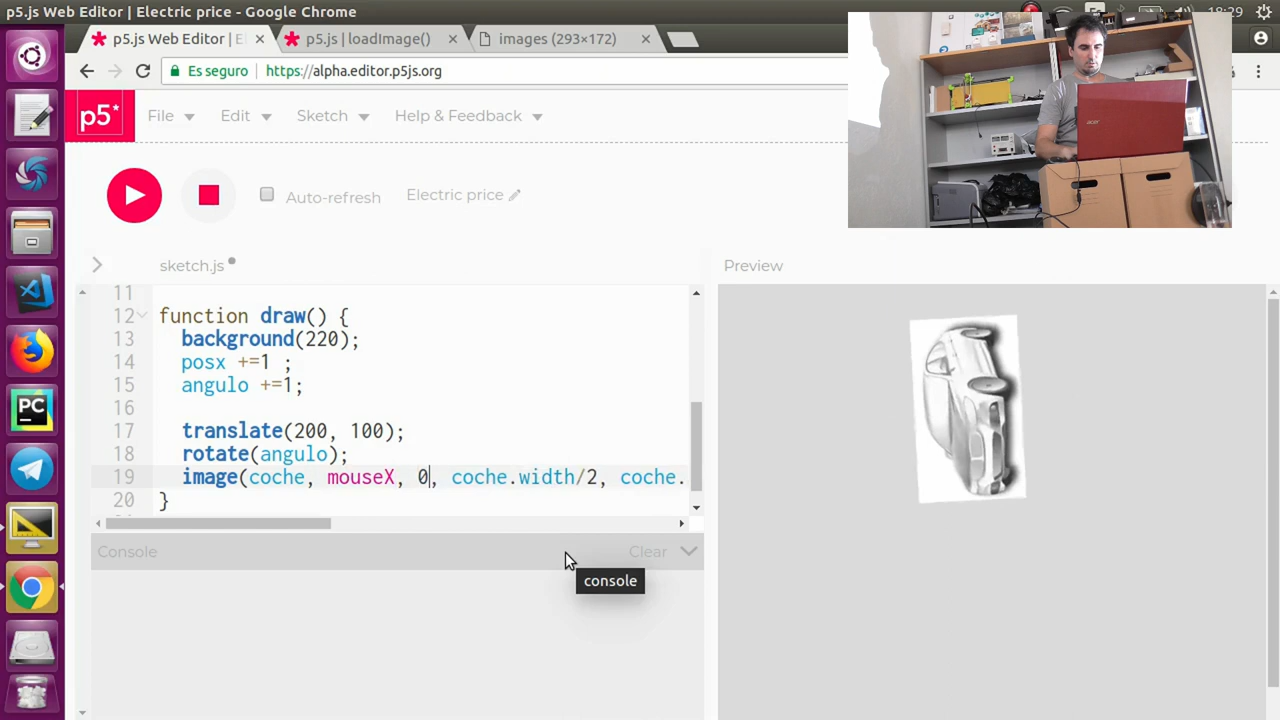 p5.js Web Editor | Electric price - Google Chrome
18:29
p5.js Web Editor | El
p5.js | loadImage()
images (293×172)
Es seguro
https://alpha.editor.p5js.org
p5*
File
Edit
Sketch
Help & Feedback
Auto-refresh
Electric price
sketch.js
Preview
11
12 function draw() {
13 background(220);
14 posx +=1 ;
15 angulo +=1;
16
17 translate(200, 100);
18 rotate(angulo);
19 image(coche, mouseX, 0, coche.width/2, coche.
20 }
Console
Clear
console
PC
acer